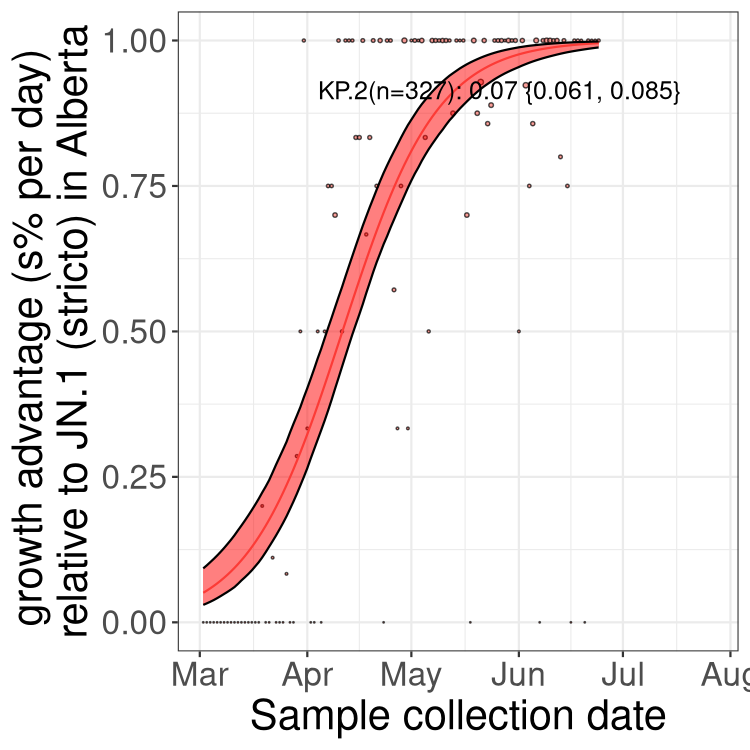 growth advantage (s% per day)
relative to JN.1 (stricto) in Alberta
1.00
0.75
0.50
0.25
0.00
KP.2(n=327): 0.07 {0.061, 0.085}
Mar Apr May Jun Jul Aug
Sample collection date